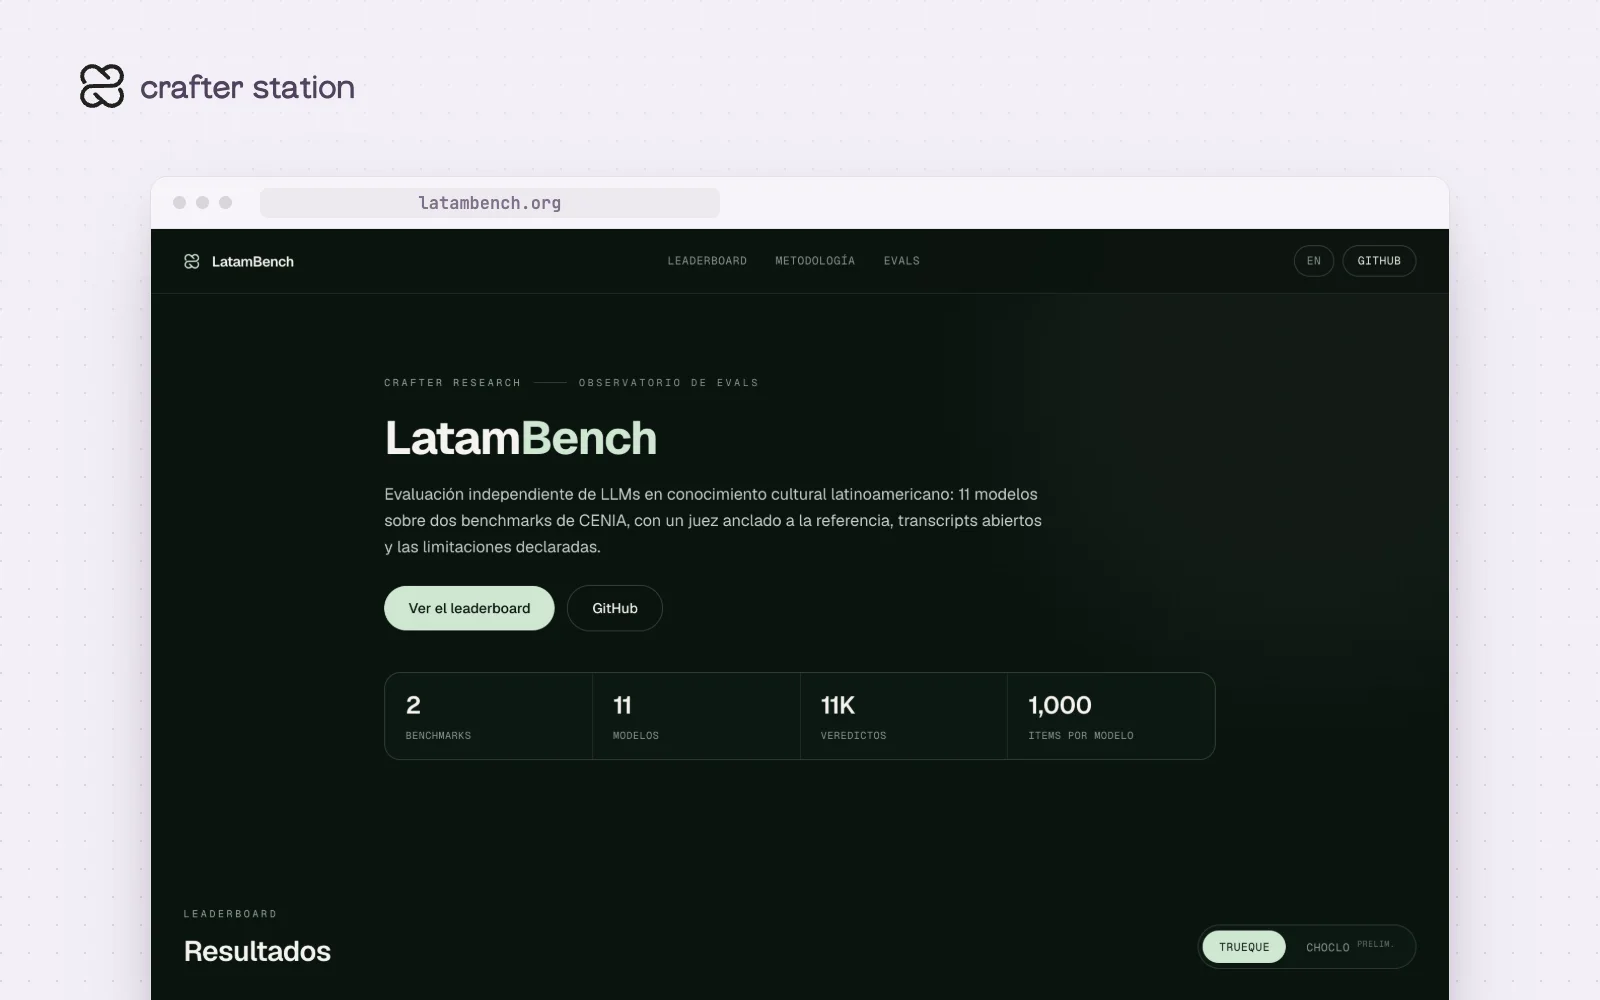 crafter station
latambench.org
LatamBench
LEADERBOARD
METODOLOGÍA
EVALS
EN
GITHUB
CRAFTER RESEARCH
OBSERVATORIO DE EVALS
LatamBench
Evaluación independiente de LLMs en conocimiento cultural latinoamericano: 11 modelos
sobre dos benchmarks de CENIA, con un juez anclado a la referencia, transcripts abiertos
y las limitaciones declaradas.
Ver el leaderboard
GitHub
2
BENCHMARKS
11
MODELOS
11K
VEREDICTOS
1,000
ITEMS POR MODELO
LEADERBOARD
Resultados
TRUEQUE
CHOCLO PRELIM.